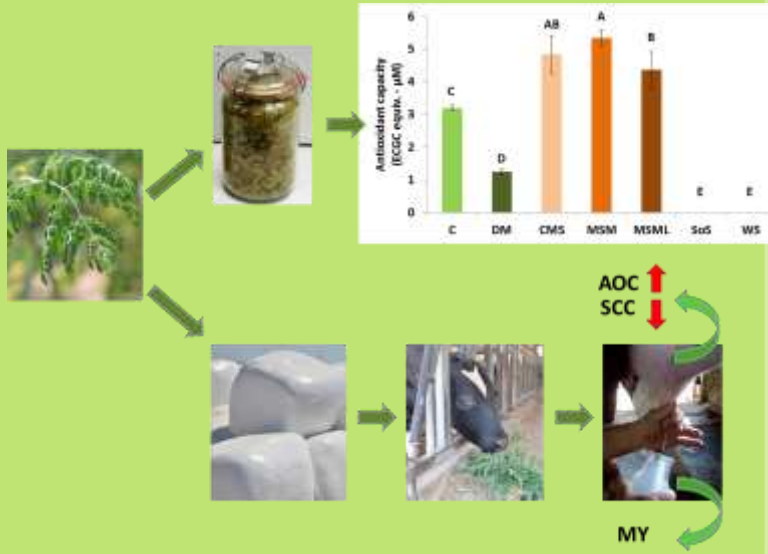 Antioxidant capacity
(ECGC equiv. - µM)
6
5
4
3
2
1
0
C
D
AB
A
B
E
E
C
DM
CMS
MSM
MSML
SoS
WS
AOC
SCC
MY